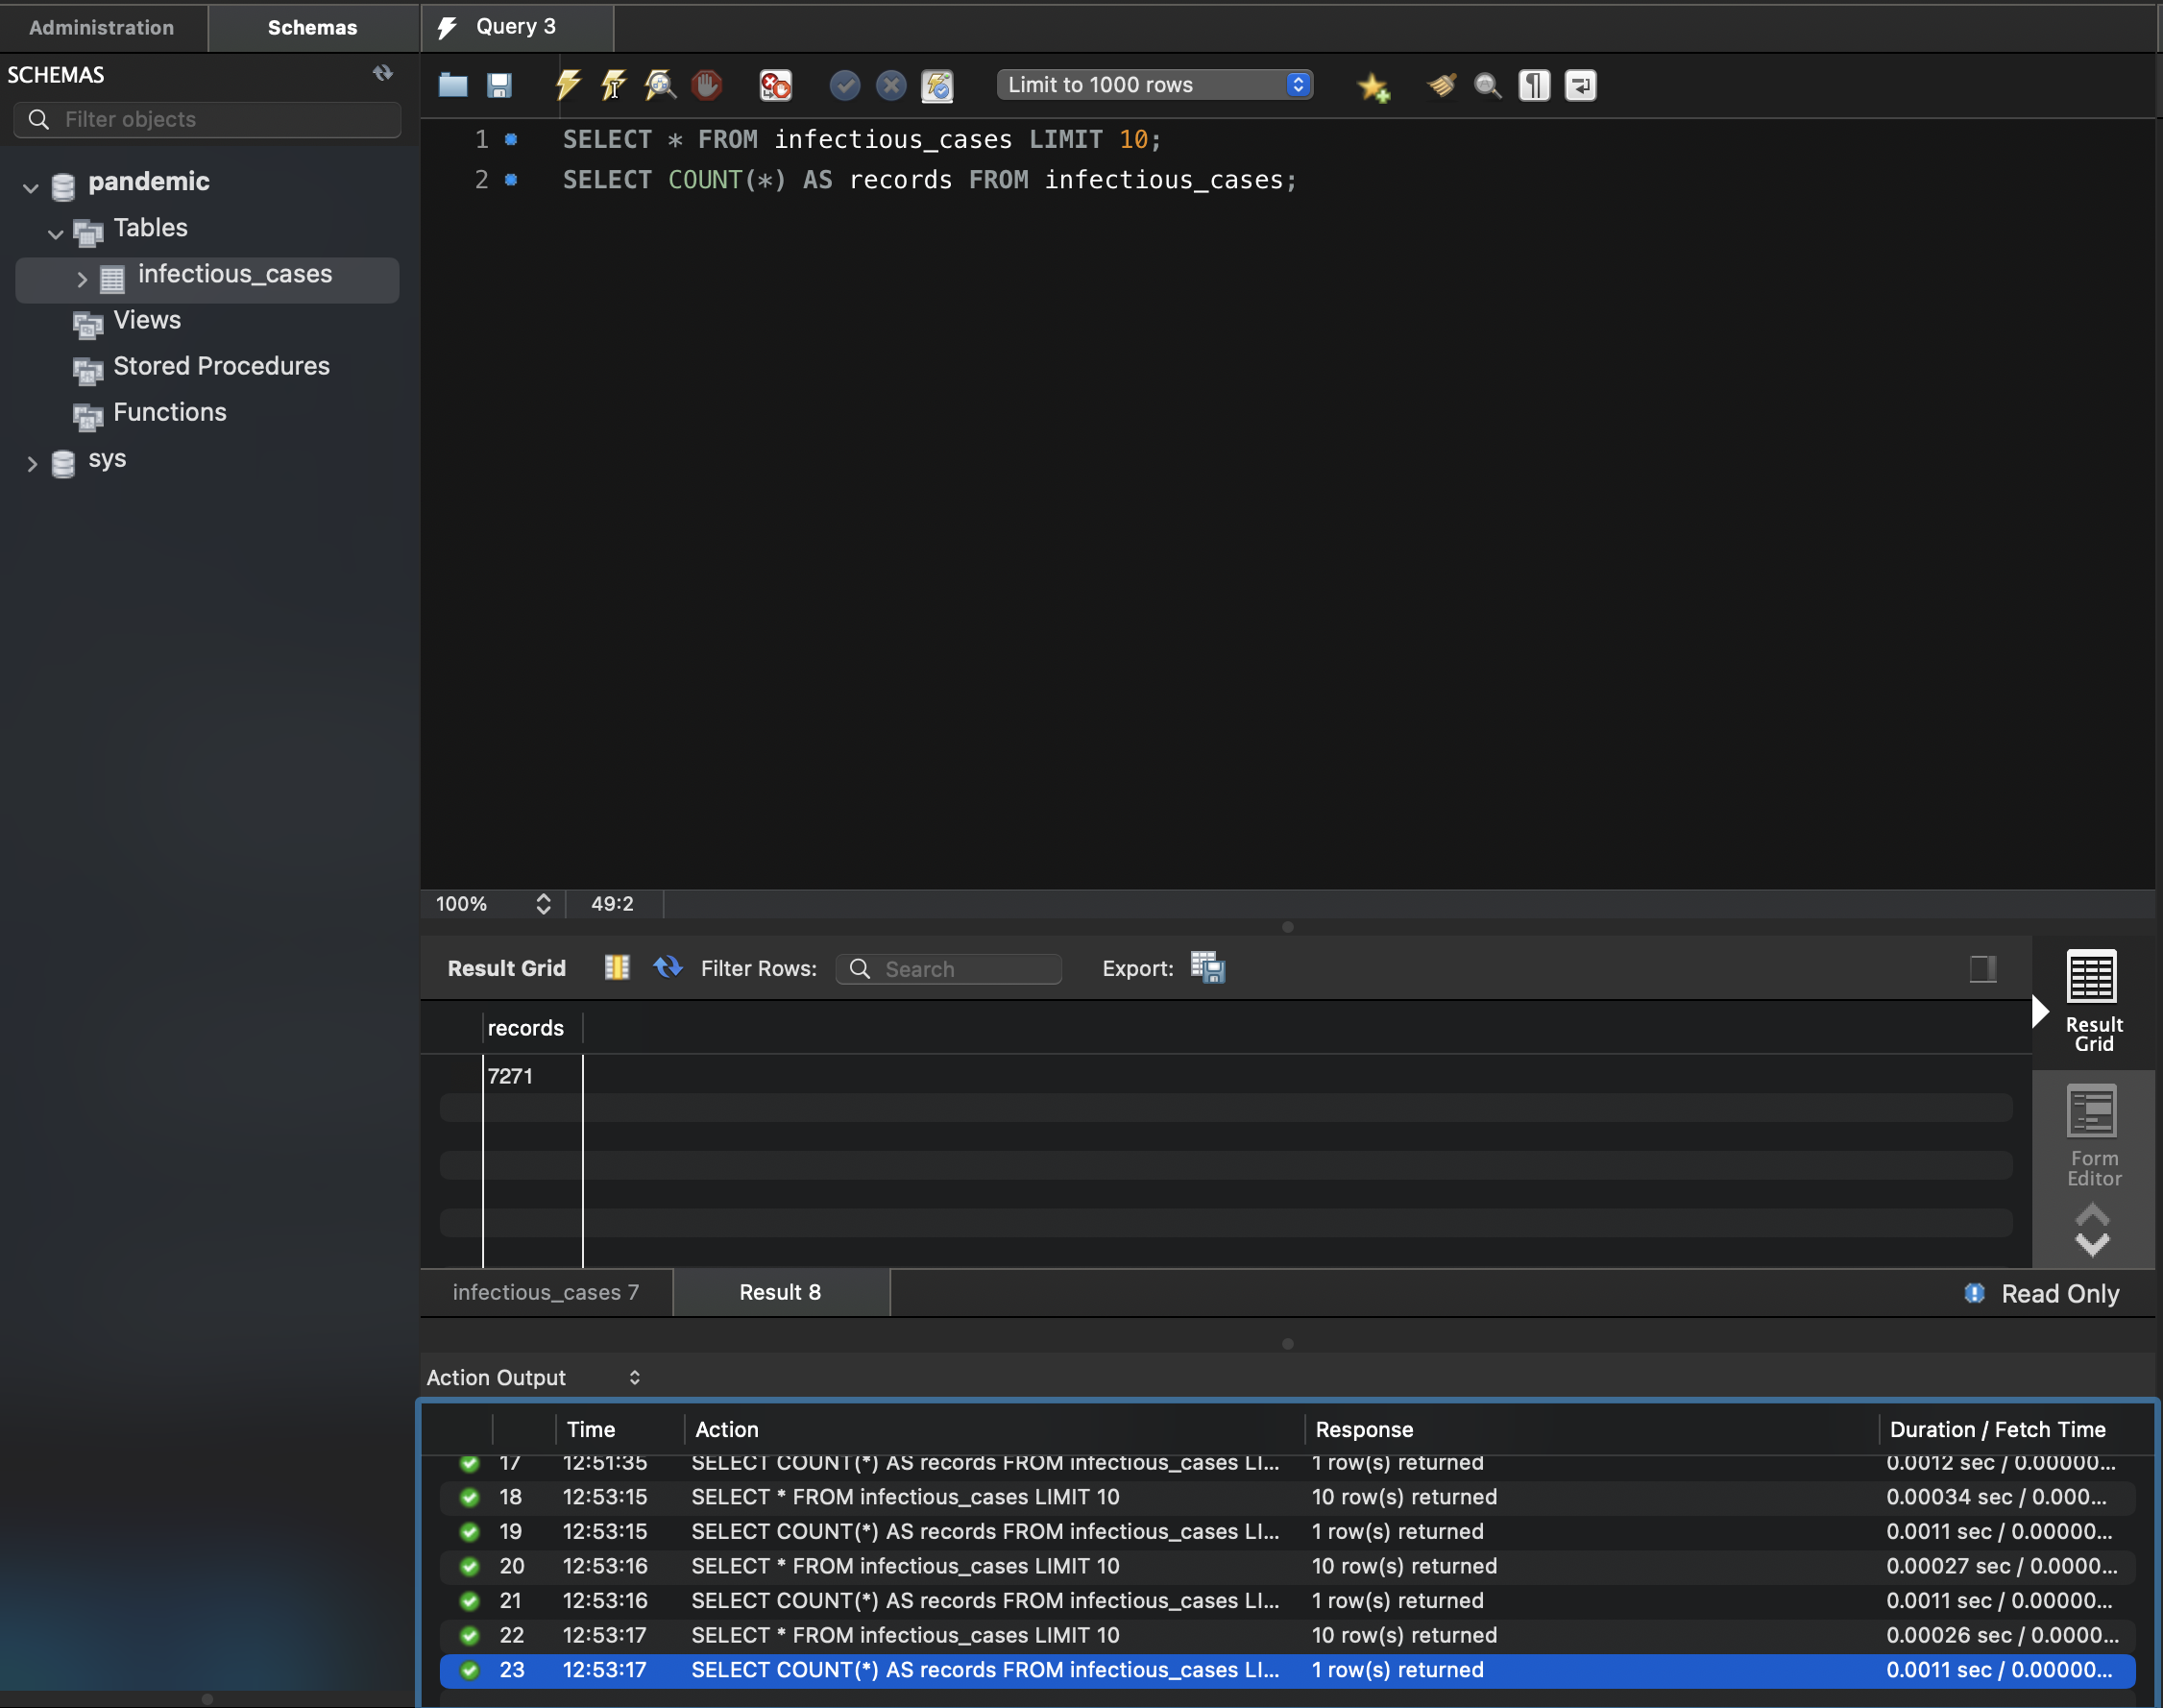 Administration
Schemas
Query 3
SCHEMAS
Filter objects
Limit to 1000 rows
pandemic
Tables
infectious_cases
Views
Stored Procedures
Functions
sys
1 SELECT * FROM infectious_cases LIMIT 10;
2 SELECT COUNT(*) AS records FROM infectious_cases;
100% 49:2
Result Grid Filter Rows: Search Export:
records
7271
Result
Grid
Form
Editor
infectious_cases 7 Result 8 Read Only
Action Output
Time Action Response Duration / Fetch Time
17 12:51:35 SELECT COUNT(*) AS records FROM infectious_cases LI... 1 row(s) returned 0.0012 sec / 0.00000...
18 12:53:15 SELECT * FROM infectious_cases LIMIT 10 10 row(s) returned 0.00034 sec / 0.000...
19 12:53:15 SELECT COUNT(*) AS records FROM infectious_cases LI... 1 row(s) returned 0.0011 sec / 0.00000...
20 12:53:16 SELECT * FROM infectious_cases LIMIT 10 10 row(s) returned 0.00027 sec / 0.0000...
21 12:53:16 SELECT COUNT(*) AS records FROM infectious_cases LI... 1 row(s) returned 0.0011 sec / 0.00000...
22 12:53:17 SELECT * FROM infectious_cases LIMIT 10 10 row(s) returned 0.00026 sec / 0.0000...
23 12:53:17 SELECT COUNT(*) AS records FROM infectious_cases LI... 1 row(s) returned 0.0011 sec / 0.00000...